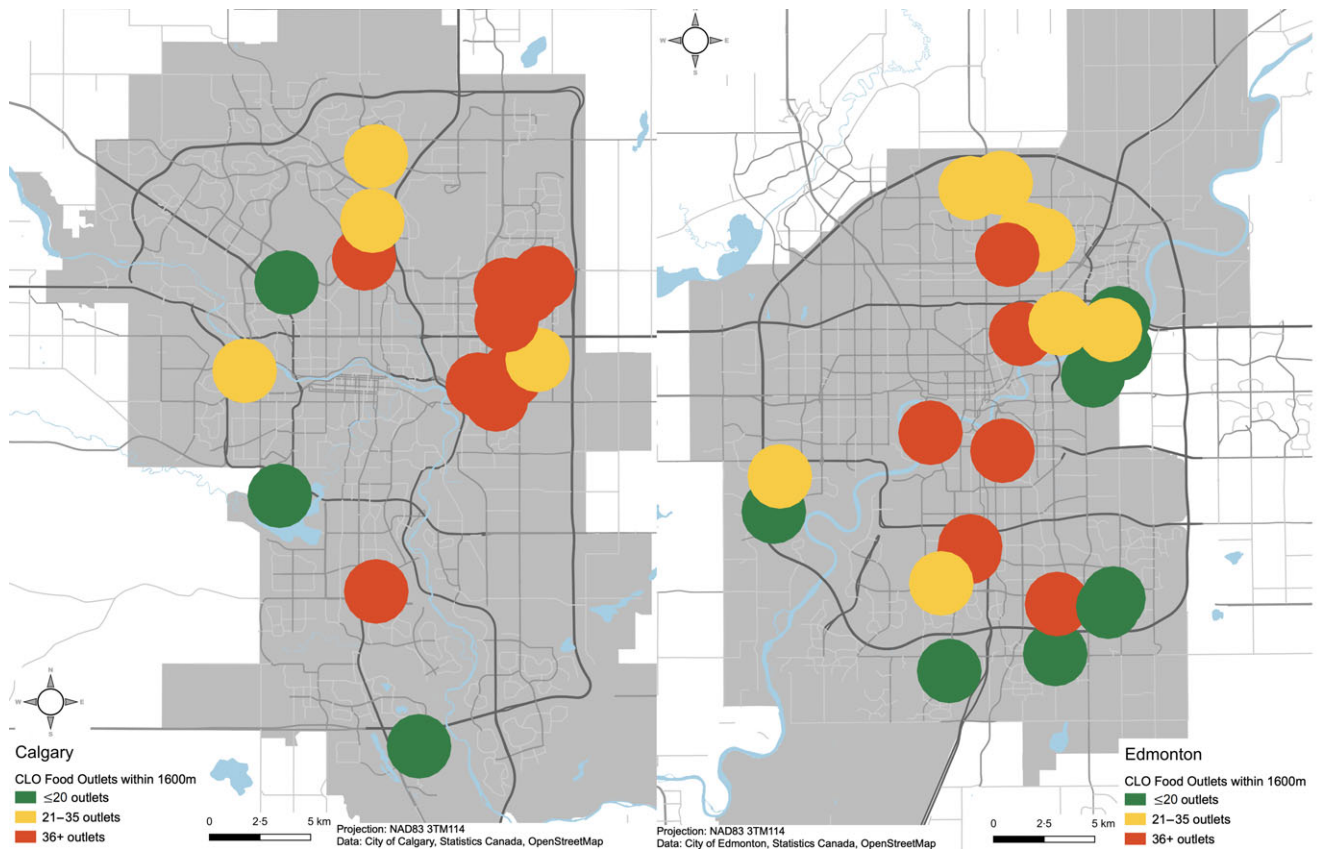 N
W E
S
Calgary
CLO Food Outlets within 1600m
≤20 outlets
21–35 outlets
36+ outlets
0 2·5 5 km
Projection: NAD83 3TM114
Data: City of Calgary, Statistics Canada, OpenStreetMap
W E
S
Edmonton
CLO Food Outlets within 1600m
≤20 outlets
21–35 outlets
36+ outlets
0 2·5 5 km
Projection: NAD83 3TM114
Data: City of Edmonton, Statistics Canada, OpenStreetMap